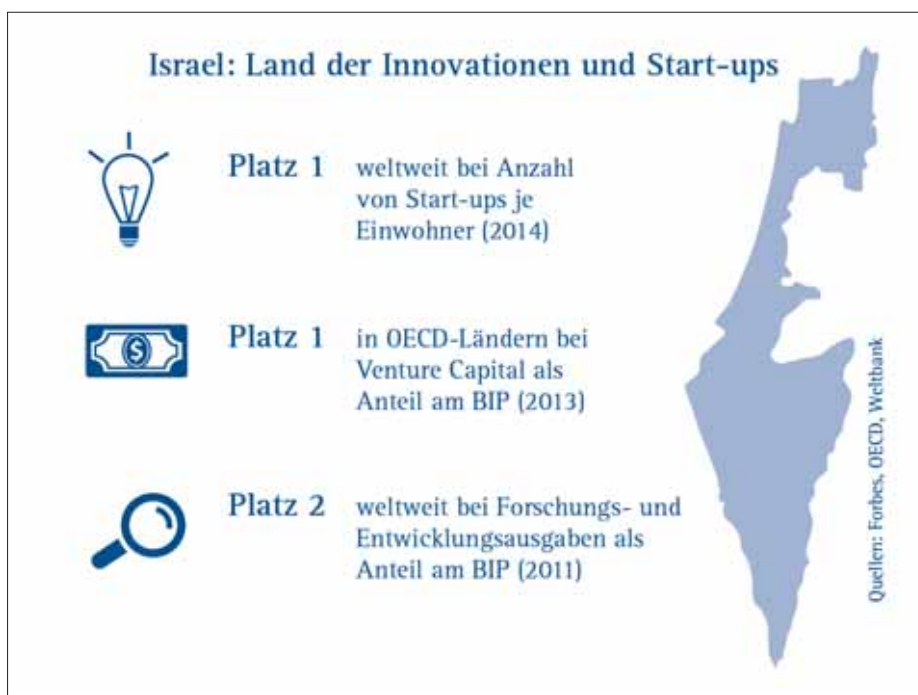 Israel: Land der Innovationen und Start-ups
Platz 1 weltweit bei Anzahl
von Start-ups je
Einwohner (2014)
$
Platz 1 in OECD-Ländern bei
Venture Capital als
Anteil am BIP (2013)
Platz 2 weltweit bei Forschungs- und
Entwicklungsausgaben als
Anteil am BIP (2011)
Quellen: Forbes, OECD, Weltbank